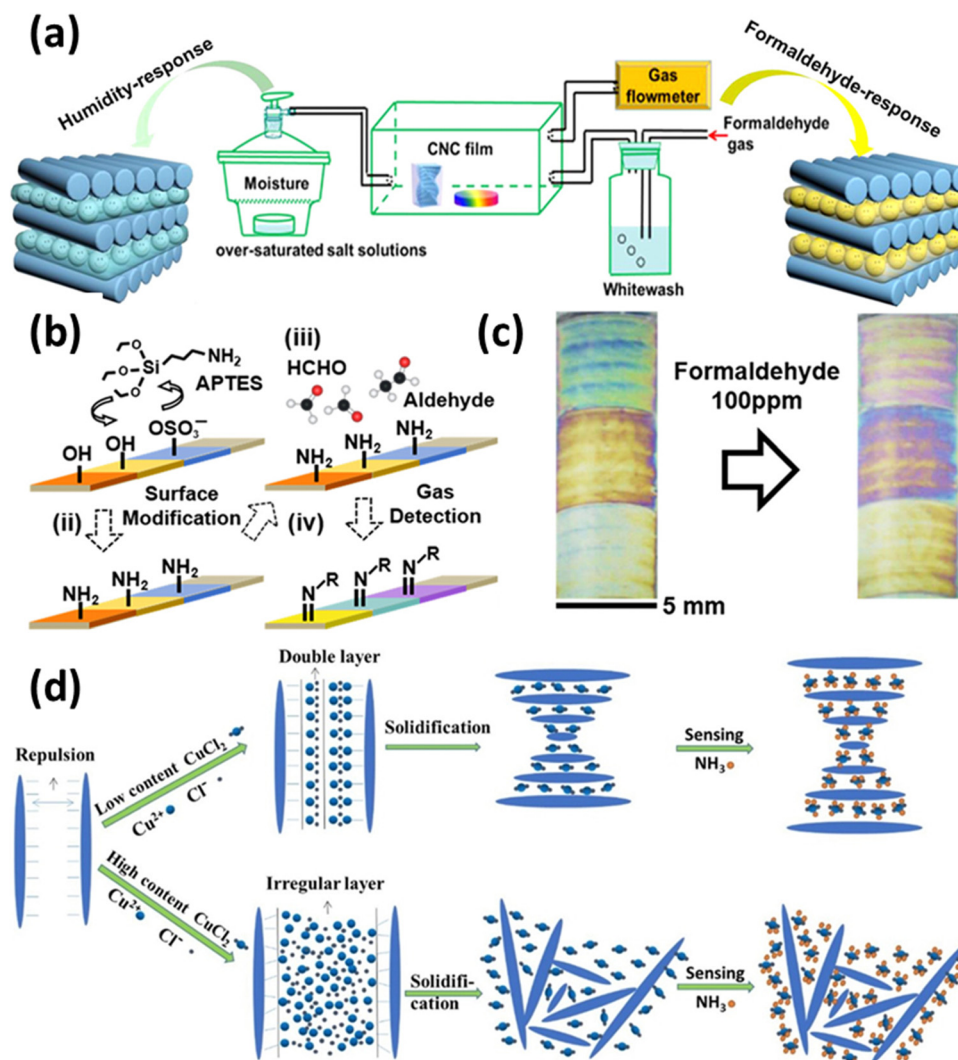 (a)
Humidity-response
Moisture
over-saturated salt solutions
CNC film
Gas
flowmeter
Formaldehyde
gas
Whitewash
Formaldehyde-response
(b)
O
O
O
Si
NH₂
APTES
OH
OH
OSO₃⁻
(ii)
Surface
Modification
NH₂
NH₂
NH₂
(iii)
HCHO
Aldehyde
NH₂
NH₂
NH₂
(iv)
Gas
Detection
N-R
N-R
N-R
(c)
Formaldehyde
100ppm
5 mm
(d)
Repulsion
Low content CuCl₂
Cu²⁺
Cl⁻
Double layer
Solidification
Sensing
NH₃
High content CuCl₂
Cu²⁺
Cl⁻
Irregular layer
Solidifi-
cation
Sensing
NH₃